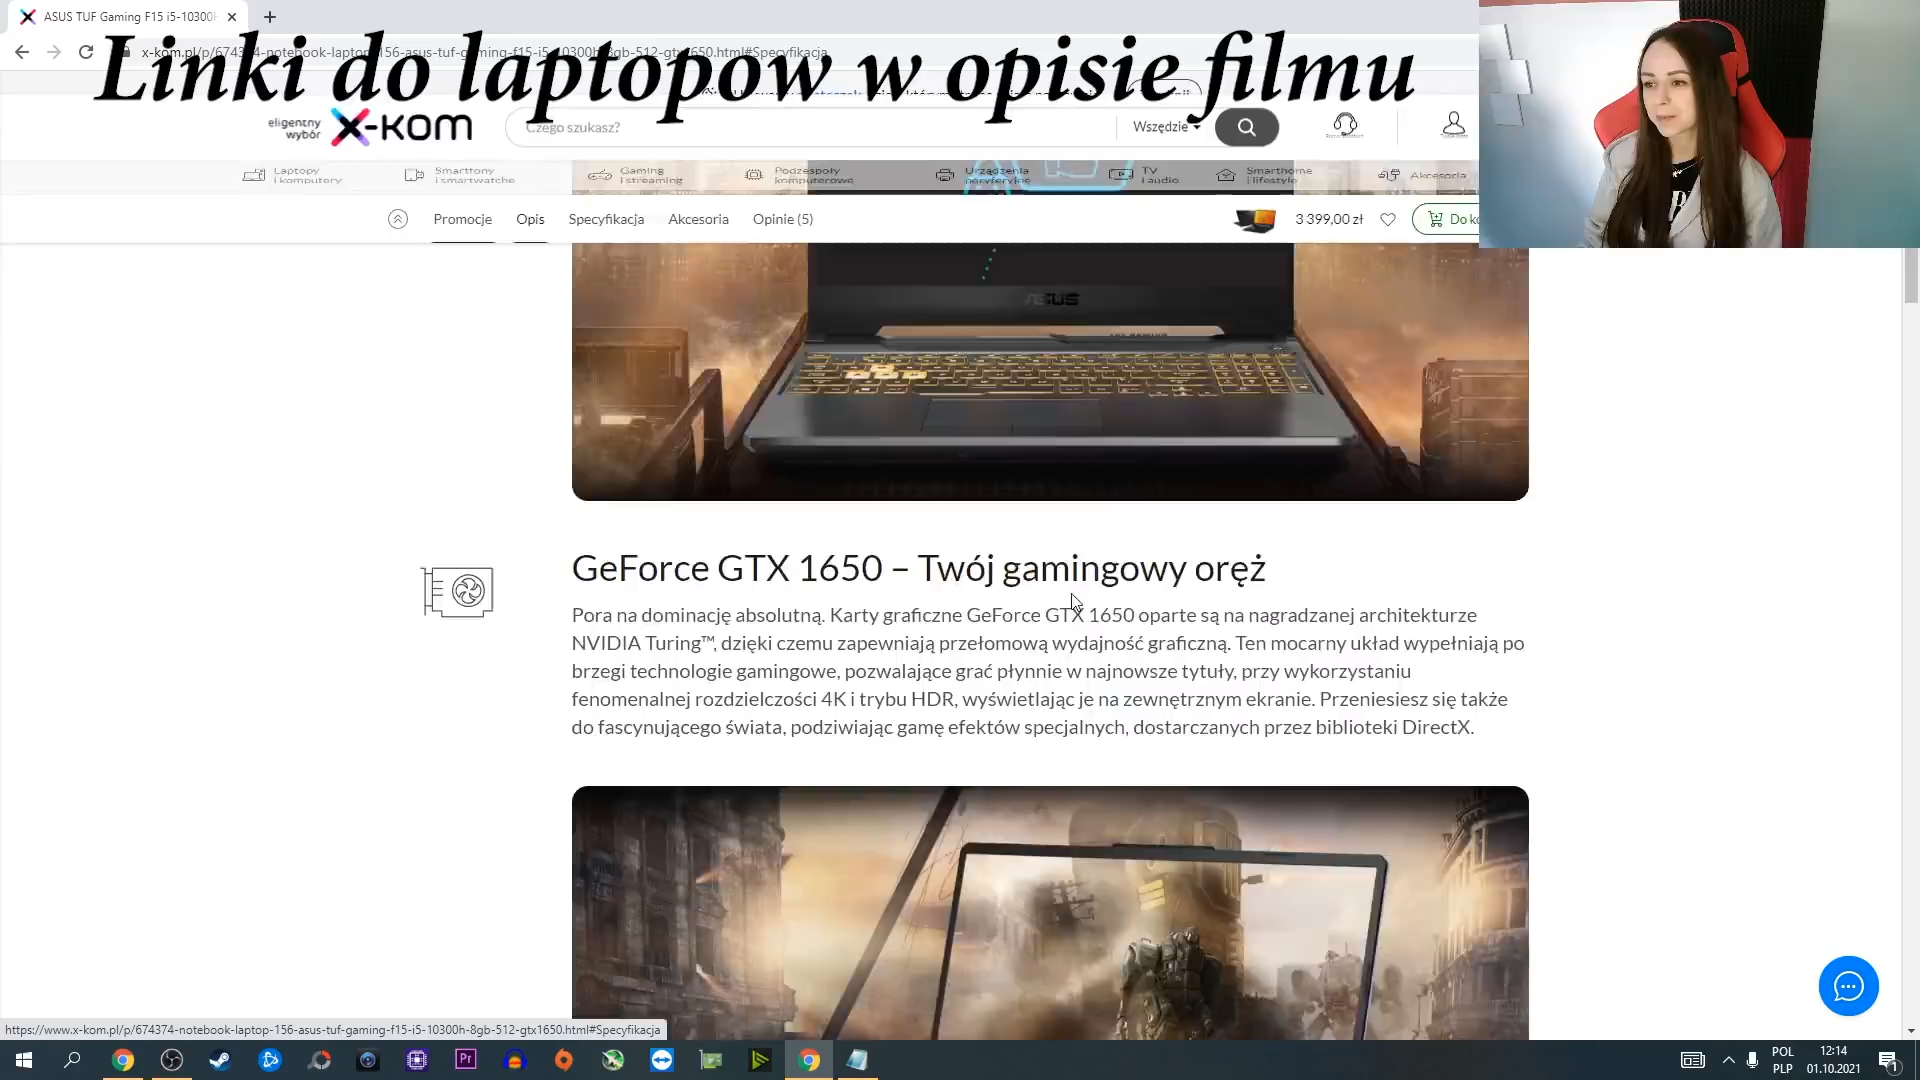 ASUS TUF Gaming F15 i5-10300H
Linki do laptopow w opisie filmu
eligentny
wybór
x-kom
Czego szukasz?
Wszędzie
Laptopy
i komputery
Smartfony
i smartwatche
Gaming
i streaming
Podzespoły
komputerowe
Urządzenia
peryferyjne
TV
i audio
Smarthome
i lifestyle
Akcesoria
Promocje
Opis
Specyfikacja
Akcesoria
Opinie (5)
3 399,00 zł
ASUS
GeForce GTX 1650 – Twój gamingowy oręż
Pora na dominację absolutną. Karty graficzne GeForce GTX 1650 oparte są na nagradzanej architekturze
NVIDIA Turing™, dzięki czemu zapewniają przełomową wydajność graficzną. Ten mocarny układ wypełniają po
brzegi technologie gamingowe, pozwalające grać płynnie w najnowsze tytuły, przy wykorzystaniu
fenomenalnej rozdzielczości 4K i trybu HDR, wyświetlając je na zewnętrznym ekranie. Przeniesiesz się także
do fascynującego świata, podziwiając gamę efektów specjalnych, dostarczanych przez biblioteki DirectX.
https://www.x-kom.pl/p/674374-notebook-laptop-156-asus-tuf-gaming-f15-i5-10300h-8gb-512-gtx1650.html#Specyfikacja
Pr
POL
PLP
12:14
01.10.2021
1